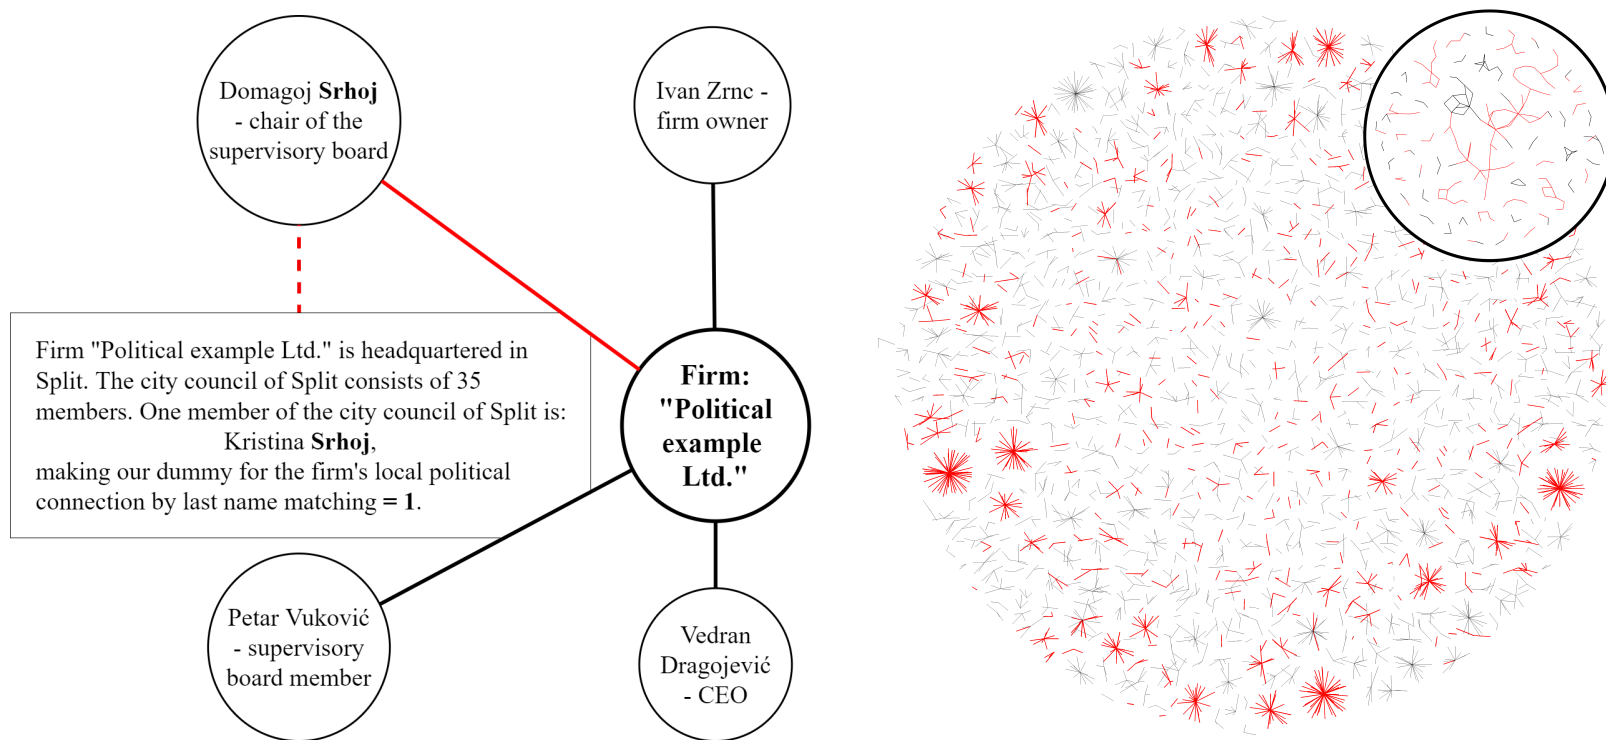 Domagoj Srhoj
- chair of the
supervisory board
Ivan Zrnc -
firm owner
Firm "Political example Ltd." is headquartered in
Split. The city council of Split consists of 35
members. One member of the city council of Split is:
Kristina Srhoj,
making our dummy for the firm's local political
connection by last name matching = 1.
Firm:
"Political
example
Ltd."
Petar Vuković
- supervisory
board member
Vedran
Dragojević
- CEO